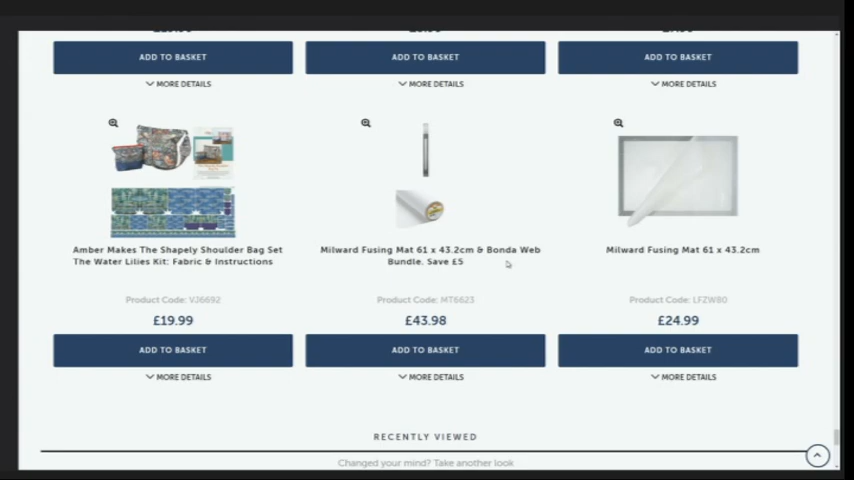 ADD TO BASKET
ADD TO BASKET
ADD TO BASKET
MORE DETAILS
MORE DETAILS
MORE DETAILS
Amber Makes The Shapely Shoulder Bag Set
The Water Lilies Kit: Fabric & Instructions
Milward Fusing Mat 61 x 43.2cm & Bonda Web
Bundle. Save £5
Milward Fusing Mat 61 x 43.2cm
Product Code: VJ6692
Product Code: MT6623
Product Code: LFZW80
£19.99
£43.98
£24.99
ADD TO BASKET
ADD TO BASKET
ADD TO BASKET
MORE DETAILS
MORE DETAILS
MORE DETAILS
RECENTLY VIEWED
Changed your mind? Take another look